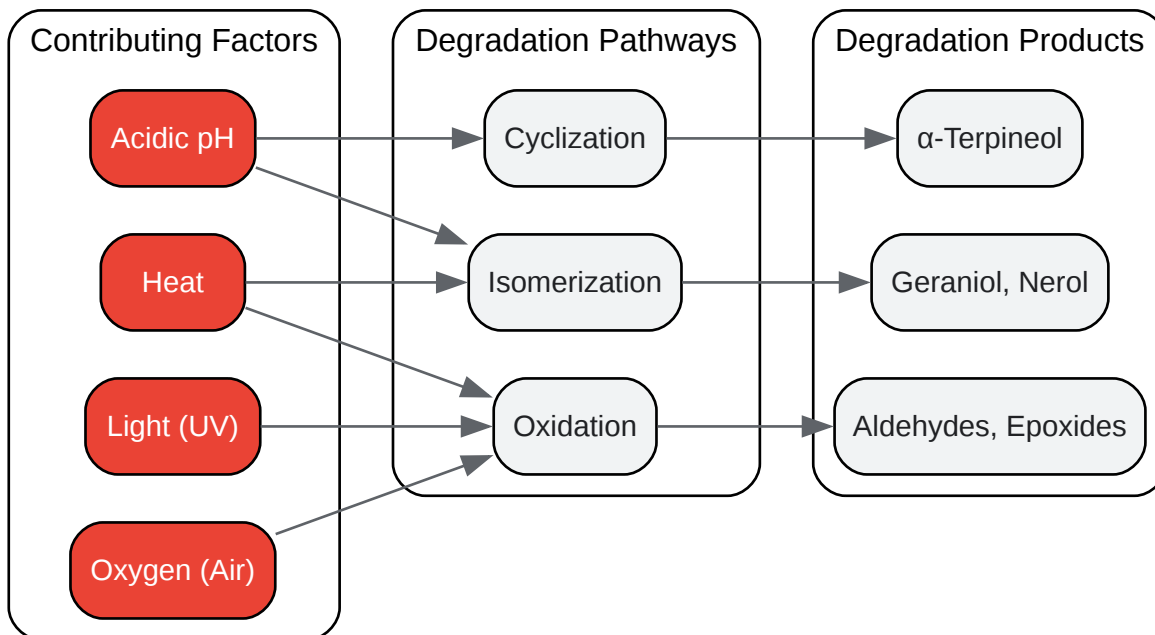 Contributing Factors
Degradation Pathways
Degradation Products
Acidic pH
Cyclization
α-Terpineol
Heat
Isomerization
Geraniol, Nerol
Light (UV)
Oxidation
Aldehydes, Epoxides
Oxygen (Air)